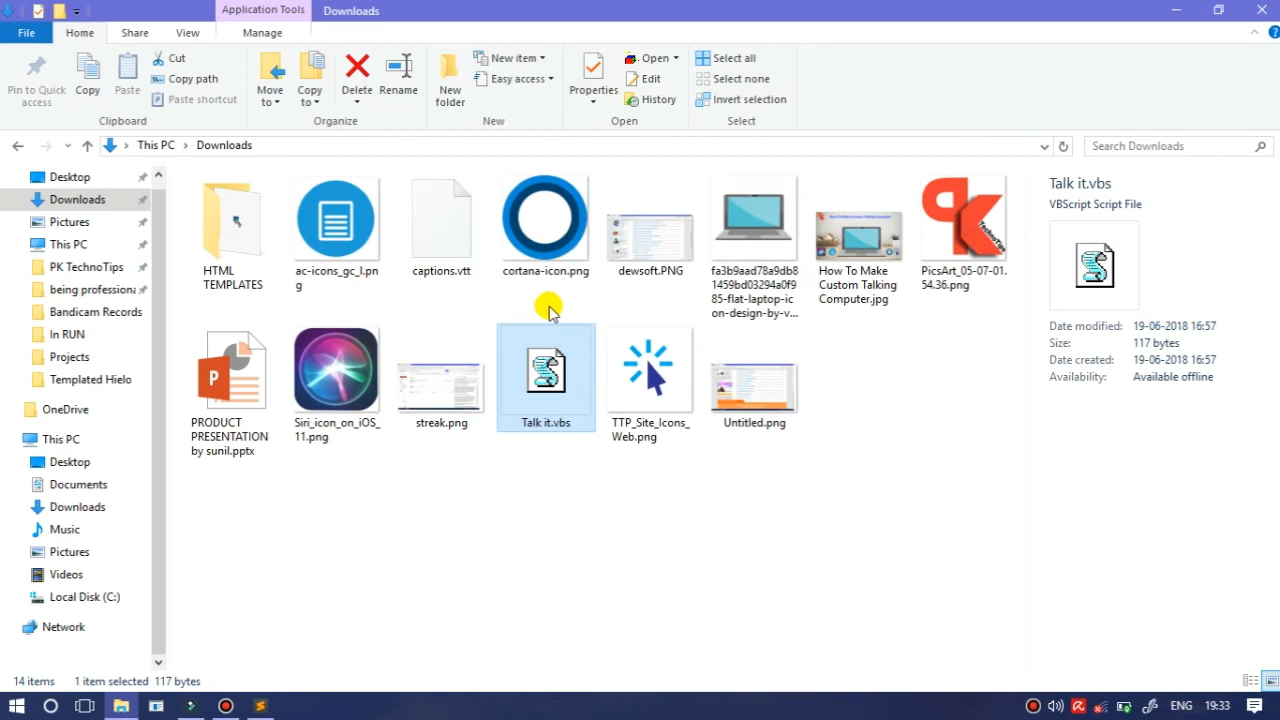 Application Tools
Downloads
File
Home
Share
View
Manage
Pin to Quick
access
Copy
Paste
Cut
Copy path
Paste shortcut
Clipboard
Move
to
Copy
to
Delete
Rename
Organize
New
folder
New item
Easy access
New
Properties
Open
Edit
History
Open
Select all
Select none
Invert selection
Select
This PC
Downloads
Search Downloads
Desktop
Downloads
Pictures
This PC
PK TechnoTips
being professiona
Bandicam Records
In RUN
Projects
Templated Hielo
OneDrive
This PC
Desktop
Documents
Downloads
Music
Pictures
Videos
Local Disk (C:)
Network
HTML
TEMPLATES
ac-icons_gc_l.pn
g
captions.vtt
cortana-icon.png
dewsoft.PNG
fa3b9aad78a9db8
1459bd03294a0f9
85-flat-laptop-ic
on-design-by-v...
How To Make
Custom Talking
Computer.jpg
TechnoTips
PicsArt_05-07-01.
54.36.png
PRODUCT
PRESENTATION
by sunil.pptx
Siri_icon_on_iOS_
11.png
streak.png
Talk it.vbs
TTP_Site_Icons_
Web.png
Untitled.png
Talk it.vbs
VBScript Script File
Date modified: 19-06-2018 16:57
Size: 117 bytes
Date created: 19-06-2018 16:57
Availability: Available offline
14 items
1 item selected 117 bytes
ENG
19:33